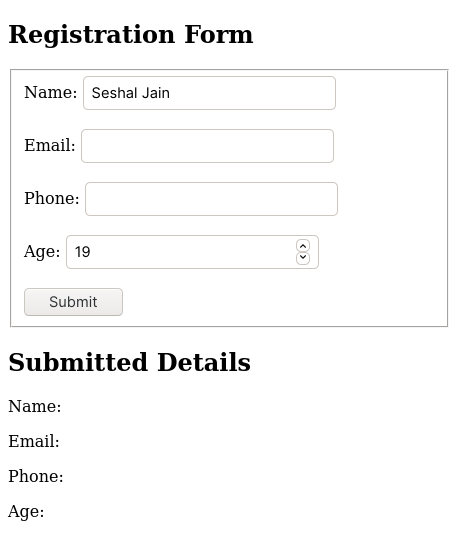 Registration Form
Name: Seshal Jain
Email:
Phone:
Age: 19
Submit
Submitted Details
Name:
Email:
Phone:
Age: